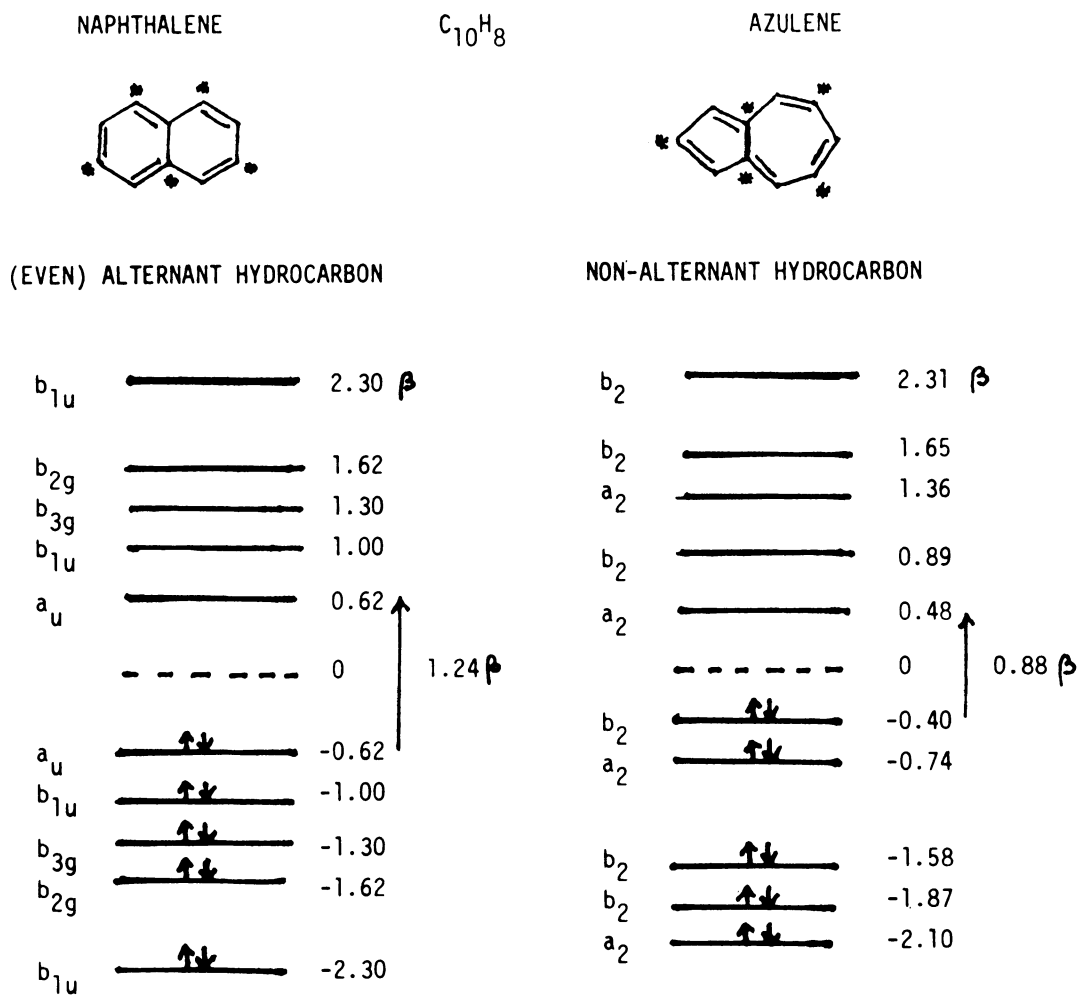 NAPHTHALENE C10H8 AZULENE
(EVEN) ALTERNANT HYDROCARBON NON-ALTERNANT HYDROCARBON
b1u 2.30 β b2 2.31 β
b2g 1.62 b2 1.65
b3g 1.30 a2 1.36
b1u 1.00 b2 0.89
au 0.62 a2 0.48
0 1.24 β 0 0.88 β
au -0.62 b2 -0.40
b1u -1.00 a2 -0.74
b3g -1.30 b2 -1.58
b2g -1.62 b2 -1.87
b1u -2.30 a2 -2.10